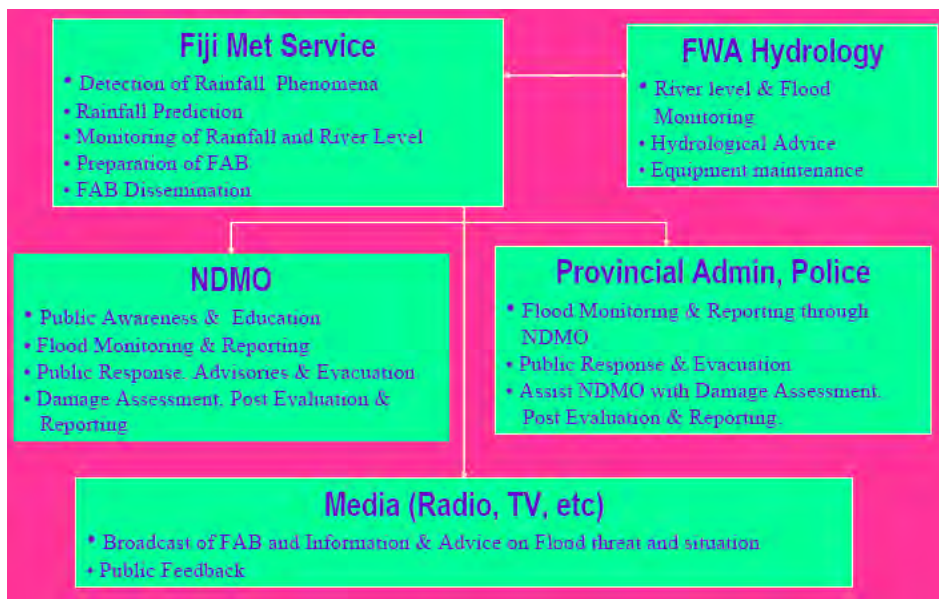 Fiji Met Service
• Detection of Rainfall Phenomena
• Rainfall Prediction
• Monitoring of Rainfall and River Level
• Preparation of FAB
• FAB Dissemination
FWA Hydrology
• River level & Flood
Monitoring
• Hydrological Advice
• Equipment maintenance
NDMO
• Public Awareness & Education
• Flood Monitoring & Reporting
• Public Response, Advisories & Evacuation
• Damage Assessment, Post Evaluation &
Reporting
Provincial Admin, Police
• Flood Monitoring & Reporting through
NDMO
• Public Response & Evacuation
• Assist NDMO with Damage Assessment,
Post Evaluation & Reporting.
Media (Radio, TV, etc)
• Broadcast of FAB and Information & Advice on Flood threat and situation
• Public Feedback